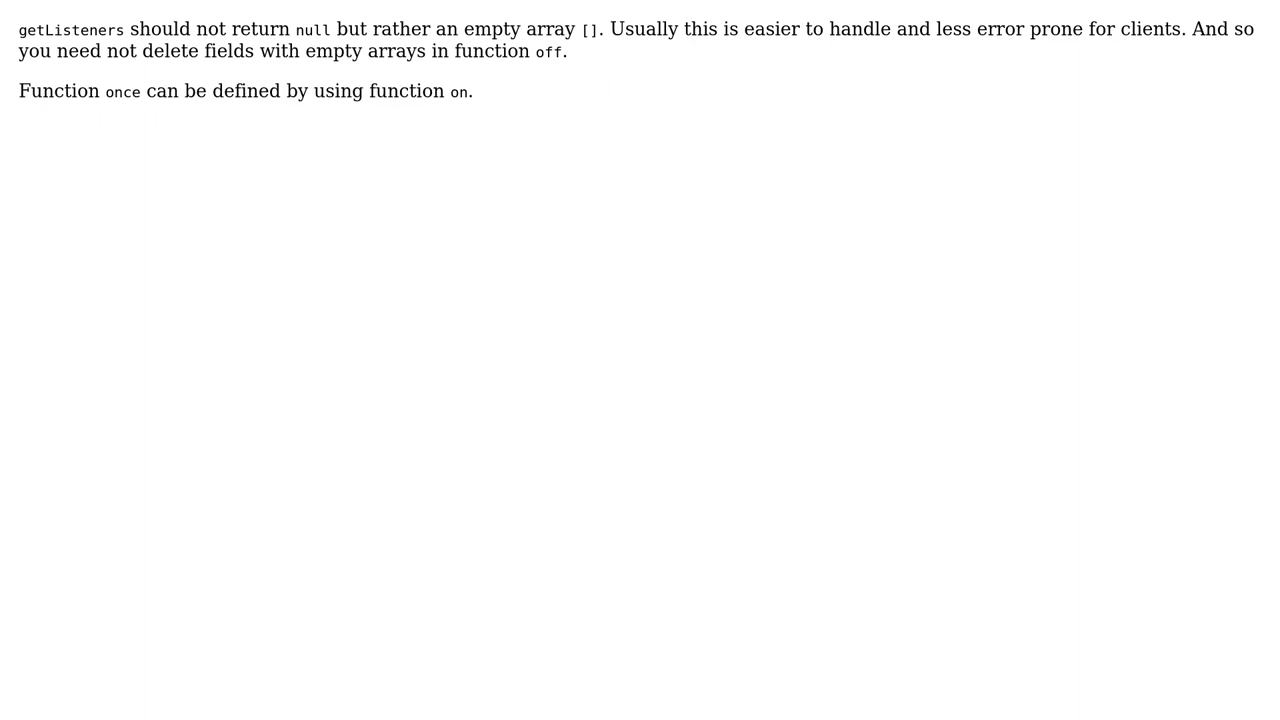 getListeners should not return null but rather an empty array []. Usually this is easier to handle and less error prone for clients. And so
you need not delete fields with empty arrays in function off.
Function once can be defined by using function on.